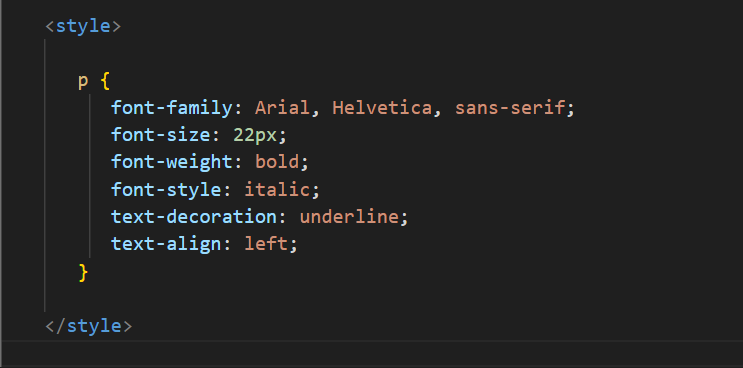 <style>
p {
font-family: Arial, Helvetica, sans-serif;
font-size: 22px;
font-weight: bold;
font-style: italic;
text-decoration: underline;
text-align: left;
}
</style>